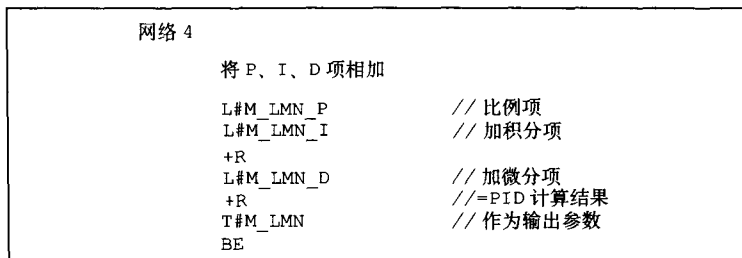 网络 4
将 P、I、D 项相加
L#M_LMN_P // 比例项
L#M_LMN_I // 加积分项
+R
L#M_LMN_D // 加微分项
+R //=PID 计算结果
T#M_LMN // 作为输出参数
BE